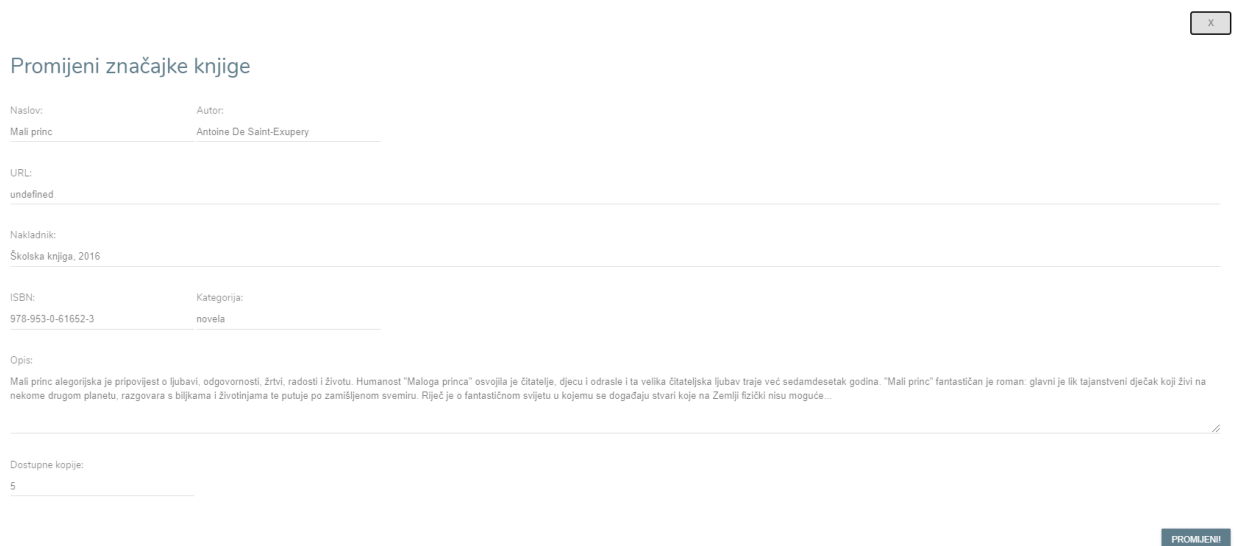 X
Promijeni značajke knjige
Naslov: Autor:
Mali princ Antoine De Saint-Exupery
URL:
undefined
Nakladnik:
Školska knjiga, 2016
ISBN: Kategorija:
978-953-0-61652-3 novela
Opis:
Mali princ alegorijska je pripovijest o ljubavi, odgovornosti, žrtvi, radosti i životu. Humanost "Maloga princa" osvojila je čitatelje, djecu i odrasle i ta velika čitateljska ljubav traje već sedamdesetak godina. "Mali princ" fantastičan je roman: glavni je lik tajanstveni dječak koji živi na
nekome drugom planetu, razgovara s biljkama i životinjama te putuje po zamišljenom svemiru. Riječ je o fantastičnom svijetu u kojemu se događaju stvari koje na Zemlji fizički nisu moguće...
Dostupne kopije:
5
PROMIJENI!